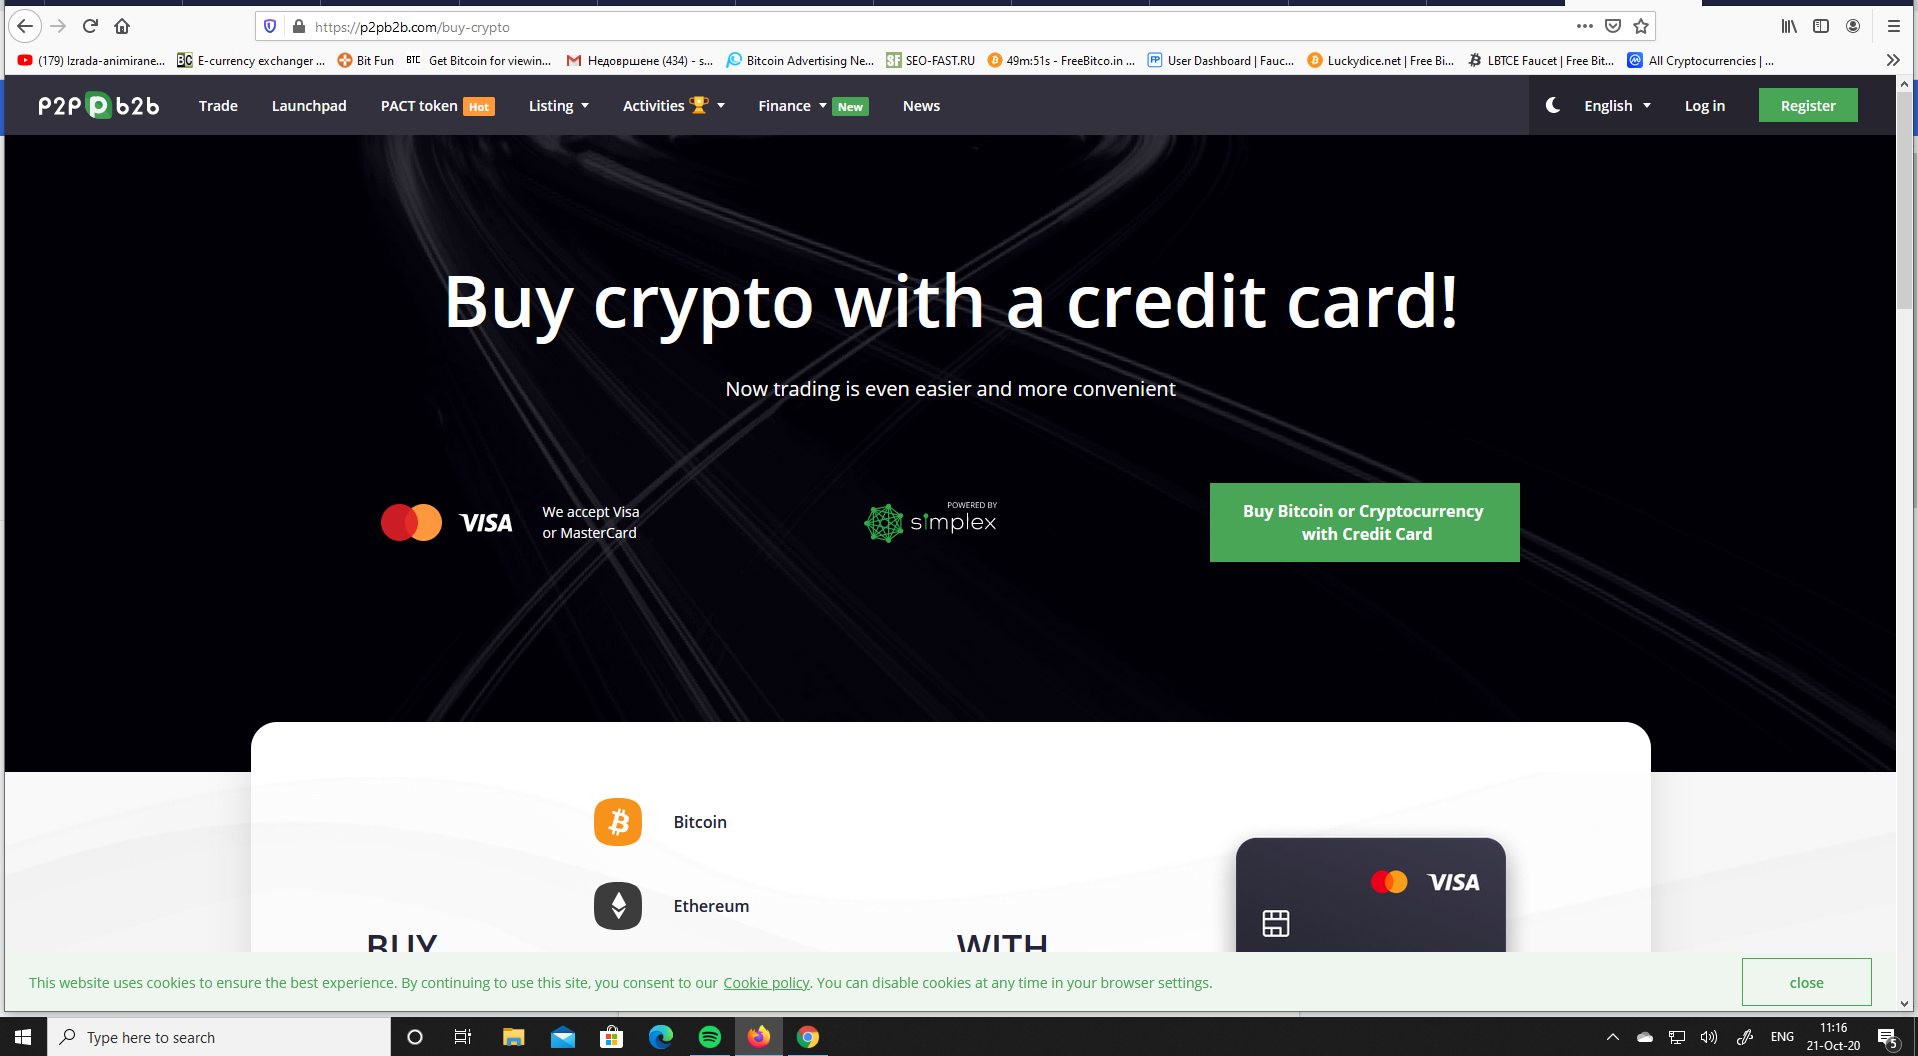 https://p2pb2b.com/buy-crypto
(179) Izrada-animirane...
BC E-currency exchanger ...
Bit Fun
BTC Get Bitcoin for viewin...
Недовршене (434) - s...
Bitcoin Advertising Ne...
SF SEO-FAST.RU
49m:51s - FreeBitco.in ...
FP User Dashboard | Fauc...
Luckydice.net | Free Bi...
LBTCE Faucet | Free Bit...
All Cryptocurrencies | ...
P2P b2b
Trade
Launchpad
PACT token Hot
Listing
Activities
Finance New
News
English
Log in
Register
Buy crypto with a credit card!
Now trading is even easier and more convenient
VISA
We accept Visa
or MasterCard
POWERED BY
simplex
Buy Bitcoin or Cryptocurrency
with Credit Card
Bitcoin
Ethereum
BUY
WITH
VISA
This website uses cookies to ensure the best experience. By continuing to use this site, you consent to our Cookie policy. You can disable cookies at any time in your browser settings.
close
Type here to search
ENG
11:16
21-Oct-20
5